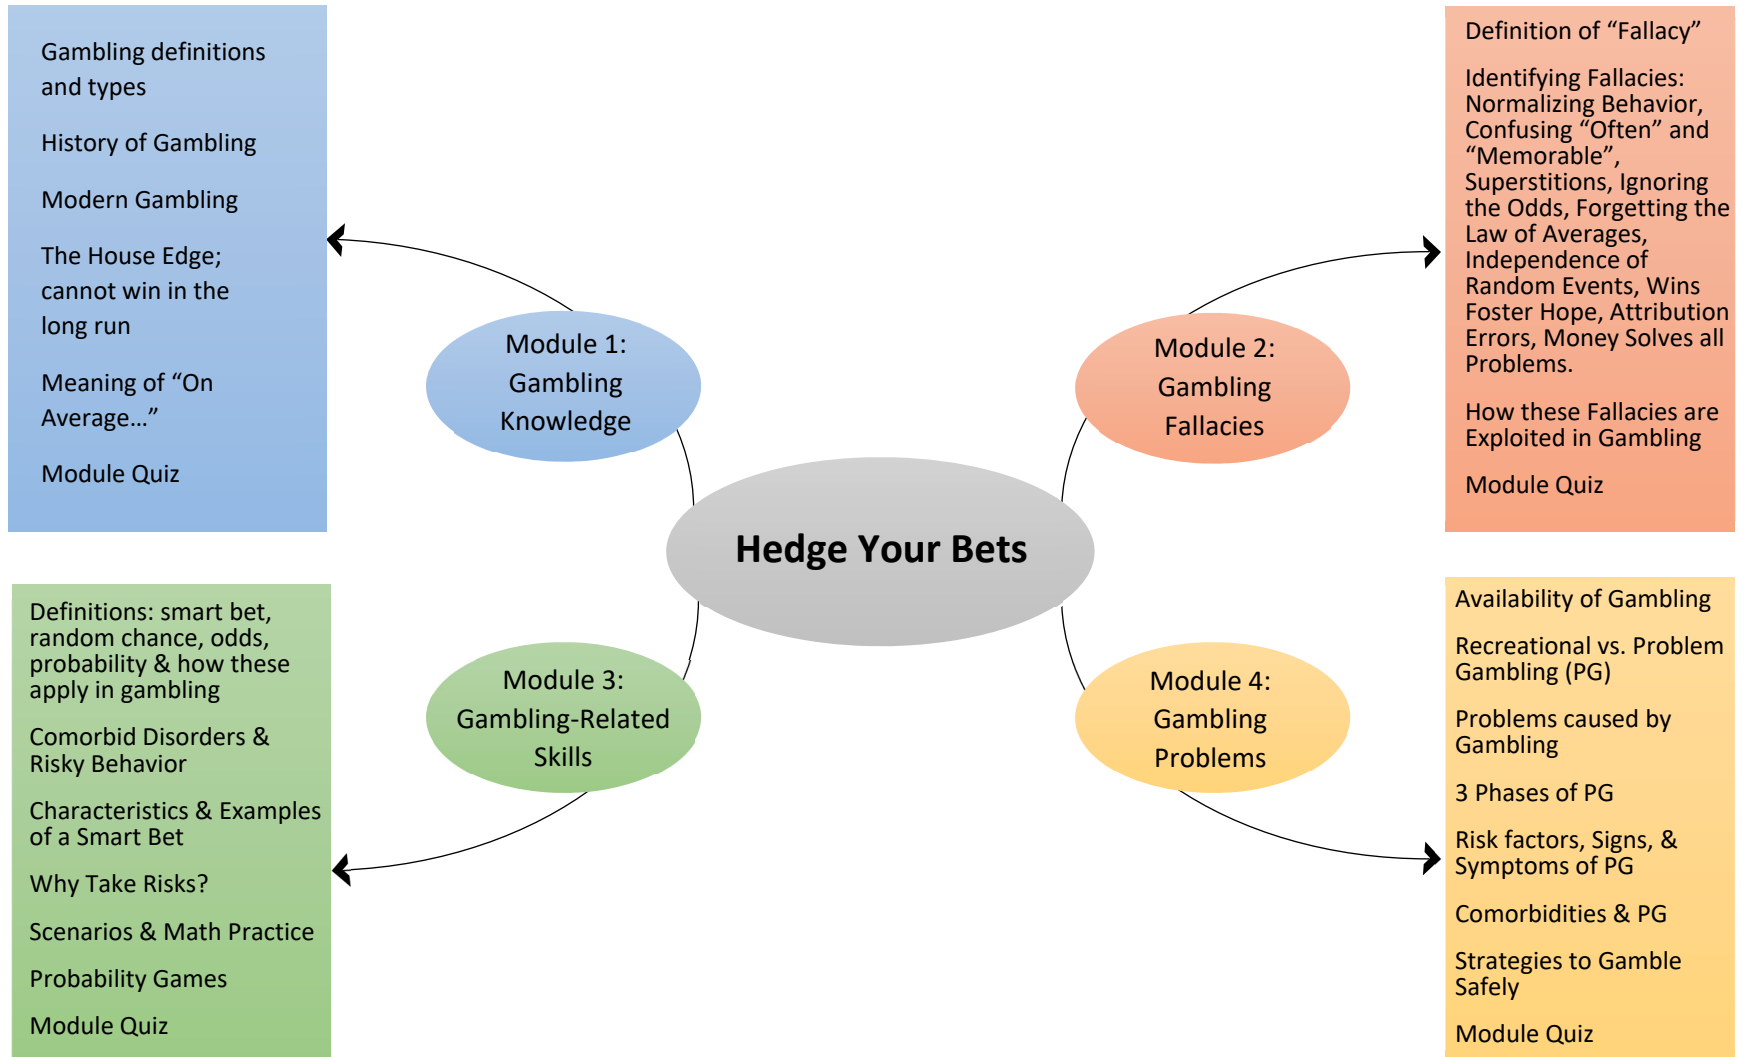 Gambling definitions
and types
History of Gambling
Modern Gambling
The House Edge;
cannot win in the
long run
Meaning of “On
Average…”
Module Quiz
Module 1:
Gambling
Knowledge
Definition of “Fallacy”
Identifying Fallacies:
Normalizing Behavior,
Confusing “Often” and
“Memorable”,
Superstitions, Ignoring
the Odds, Forgetting the
Law of Averages,
Independence of
Random Events, Wins
Foster Hope, Attribution
Errors, Money Solves all
Problems.
How these Fallacies are
Exploited in Gambling
Module Quiz
Module 2:
Gambling
Fallacies
Hedge Your Bets
Definitions: smart bet,
random chance, odds,
probability & how these
apply in gambling
Comorbid Disorders &
Risky Behavior
Characteristics & Examples
of a Smart Bet
Why Take Risks?
Scenarios & Math Practice
Probability Games
Module Quiz
Module 3:
Gambling-Related
Skills
Module 4:
Gambling
Problems
Availability of Gambling
Recreational vs. Problem
Gambling (PG)
Problems caused by
Gambling
3 Phases of PG
Risk factors, Signs, &
Symptoms of PG
Comorbidities & PG
Strategies to Gamble
Safely
Module Quiz